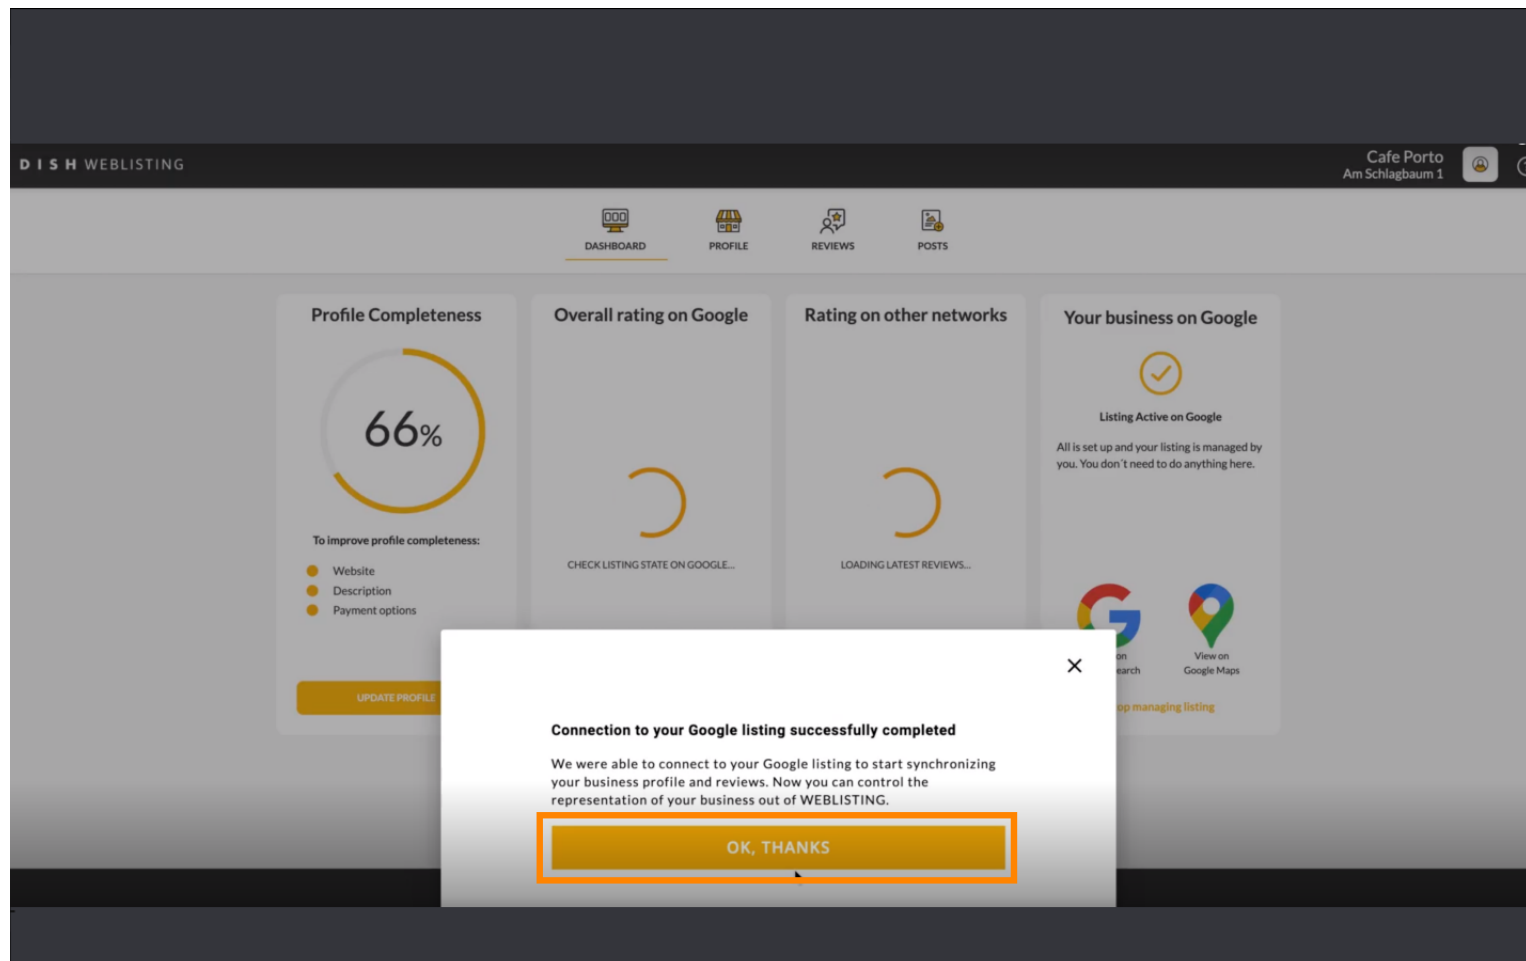 DISH WEBLISTING
Cafe Porto
Am Schlagbaum 1
DASHBOARD
PROFILE
REVIEWS
POSTS
Profile Completeness
66%
To improve profile completeness:
Website
Description
Payment options
UPDATE PROFILE
Overall rating on Google
CHECK LISTING STATE ON GOOGLE...
Rating on other networks
LOADING LATEST REVIEWS...
Your business on Google
Listing Active on Google
All is set up and your listing is managed by
you. You don´t need to do anything here.
on
View on
Google Maps
managing listing
Connection to your Google listing successfully completed
We were able to connect to your Google listing to start synchronizing
your business profile and reviews. Now you can control the
representation of your business out of WEBLISTING.
OK, THANKS